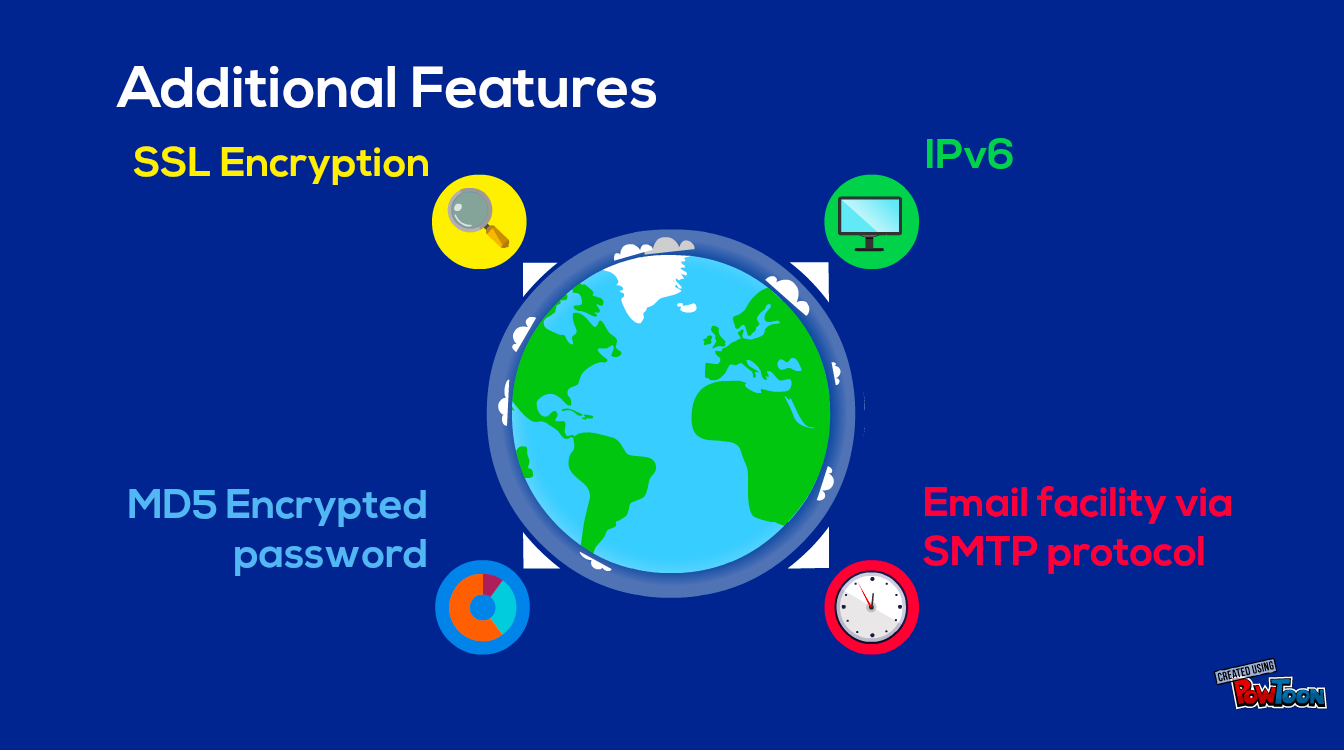 Additional Features
SSL Encryption
IPv6
MD5 Encrypted
password
Email facility via
SMTP protocol
CREATED USING
POWTOON